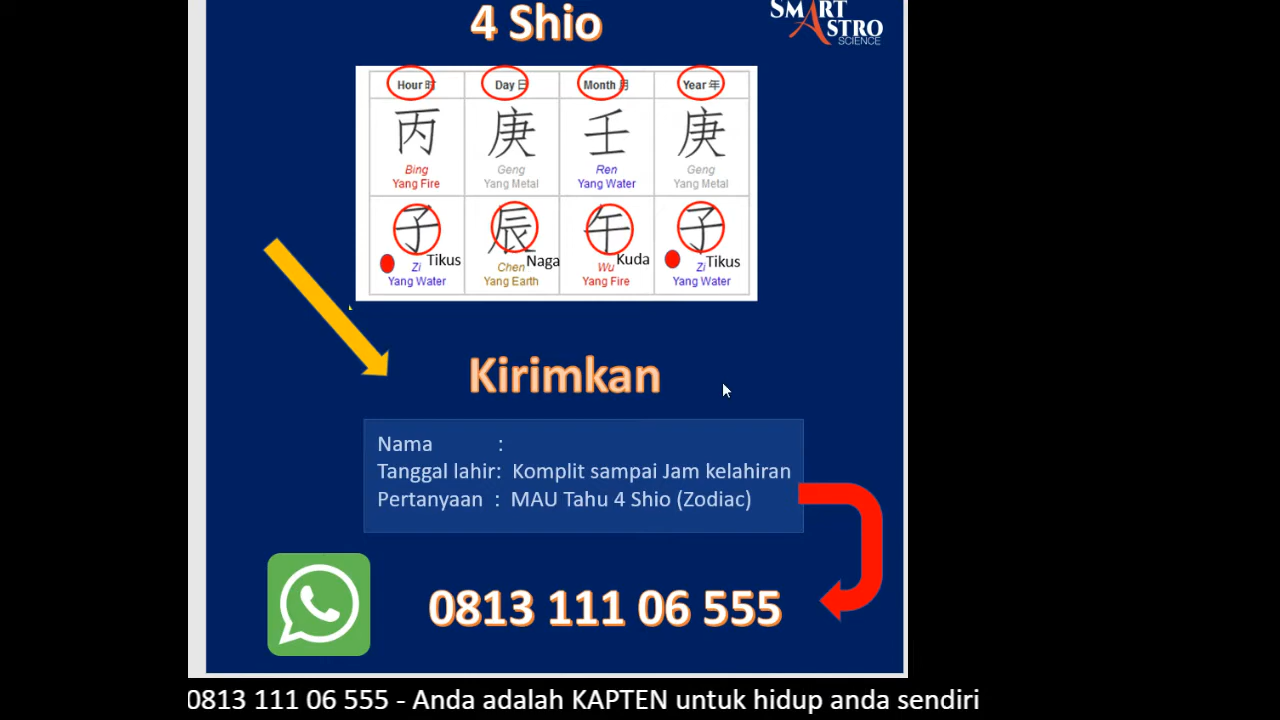 4 Shio
SMART
ASTRO
SCIENCE
Hour 时 Day 日 Month 月 Year 年
丙 庚 壬 庚
Bing Geng Ren Geng
Yang Fire Yang Metal Yang Water Yang Metal
子 辰 午 子
Tikus Naga Kuda Tikus
Zi Chen Wu Zi
Yang Water Yang Earth Yang Fire Yang Water
Kirimkan
Nama :
Tanggal lahir: Komplit sampai Jam kelahiran
Pertanyaan : MAU Tahu 4 Shio (Zodiac)
0813 111 06 555
0813 111 06 555 - Anda adalah KAPTEN untuk hidup anda sendiri